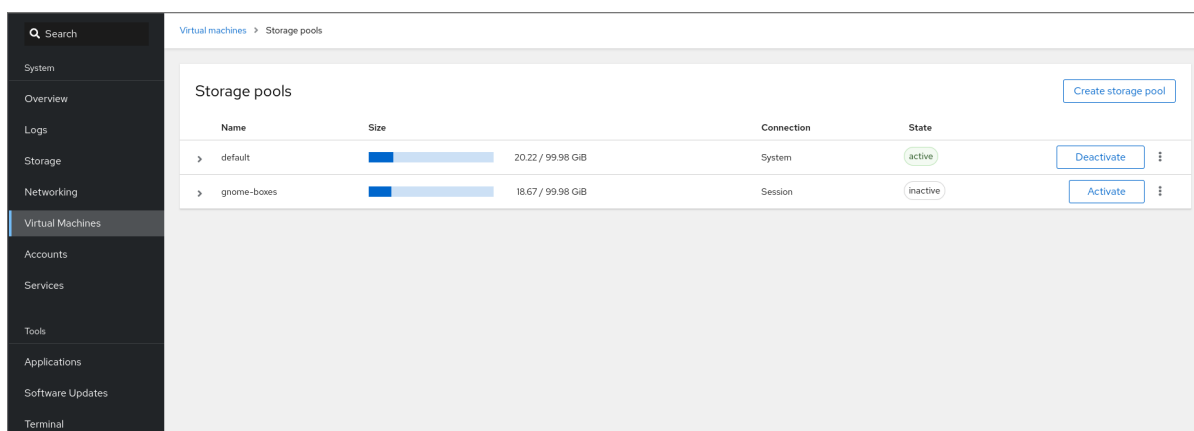 Search
System
Overview
Logs
Storage
Networking
Virtual Machines
Accounts
Services
Tools
Applications
Software Updates
Terminal
Virtual machines > Storage pools
Storage pools
Create storage pool
Name Size Connection State
default 20.22 / 99.98 GiB System active Deactivate
gnome-boxes 18.67 / 99.98 GiB Session inactive Activate